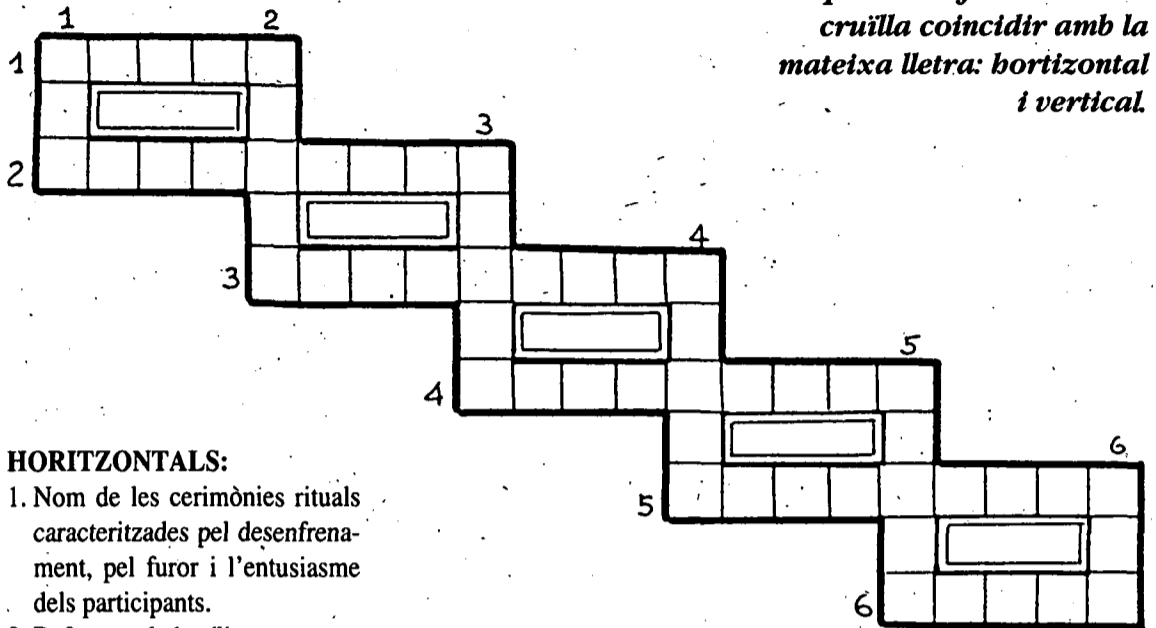 1
2
cruïlla coincidir amb la
mateixa lletra: hortizontal
i vertical.
1
3
2
4
3
5
4
HORITZONTALS:
6
1. Nom de les cerimònies rituals
5
caracteritzades pel desenfrena-
ment, pel furor i l'entusiasme
dels participants.
6